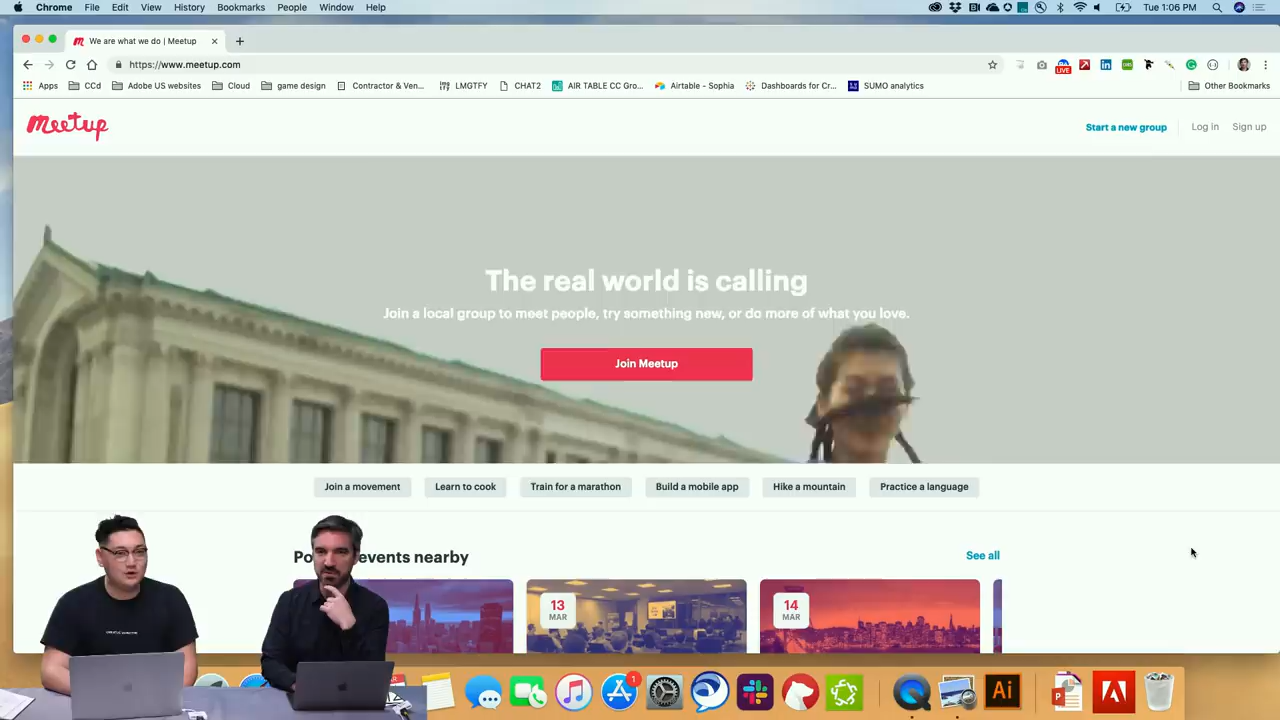 Chrome File Edit View History Bookmarks People Window Help Tue 1:06 PM
We are what we do | Meetup
https://www.meetup.com
LIVE
Apps CCd Adobe US websites Cloud game design Contractor & Ven... LMGTFY CHAT2 AIR TABLE CC Gro... Airtable - Sophia Dashboards for Cr... SUMO analytics Other Bookmarks
Meetup
Start a new group Log in Sign up
The real world is calling
Join a local group to meet people, try something new, or do more of what you love.
Join Meetup
Join a movement Learn to cook Train for a marathon Build a mobile app Hike a mountain Practice a language
events nearby See all
13 MAR
14 MAR
1
Ai